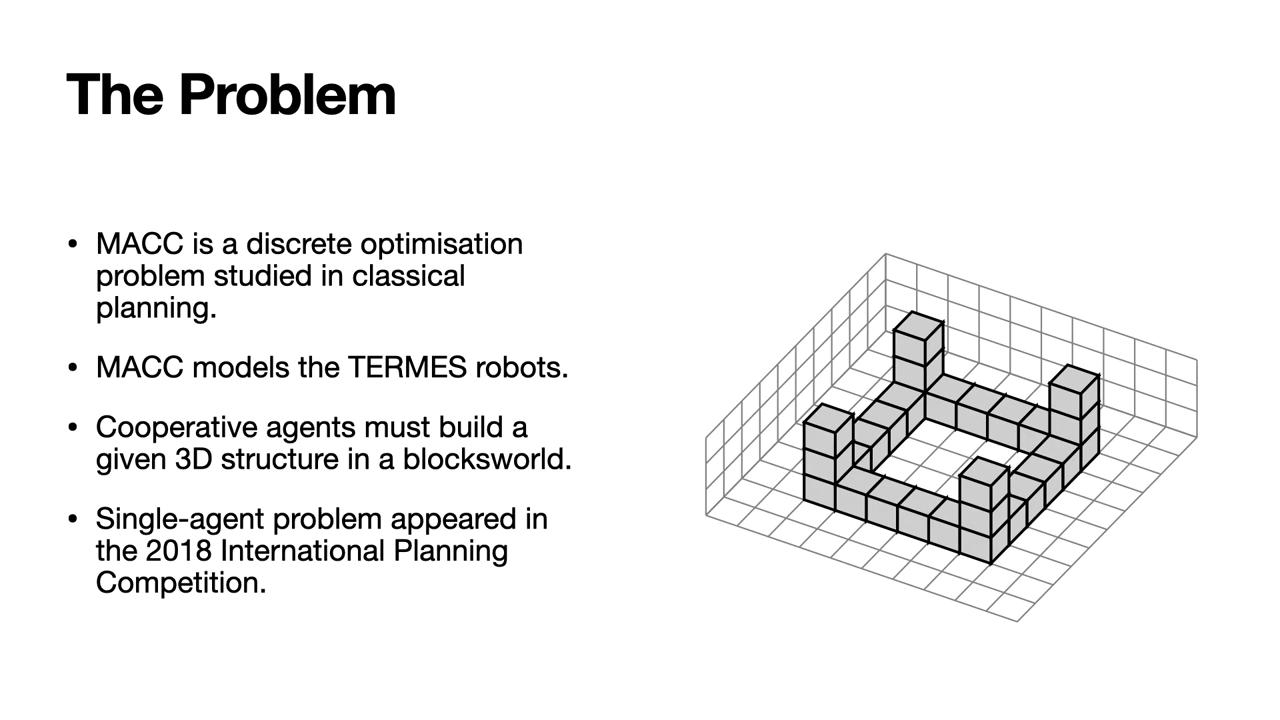 The Problem
• MACC is a discrete optimisation
problem studied in classical
planning.
• MACC models the TERMES robots.
• Cooperative agents must build a
given 3D structure in a blocksworld.
• Single-agent problem appeared in
the 2018 International Planning
Competition.